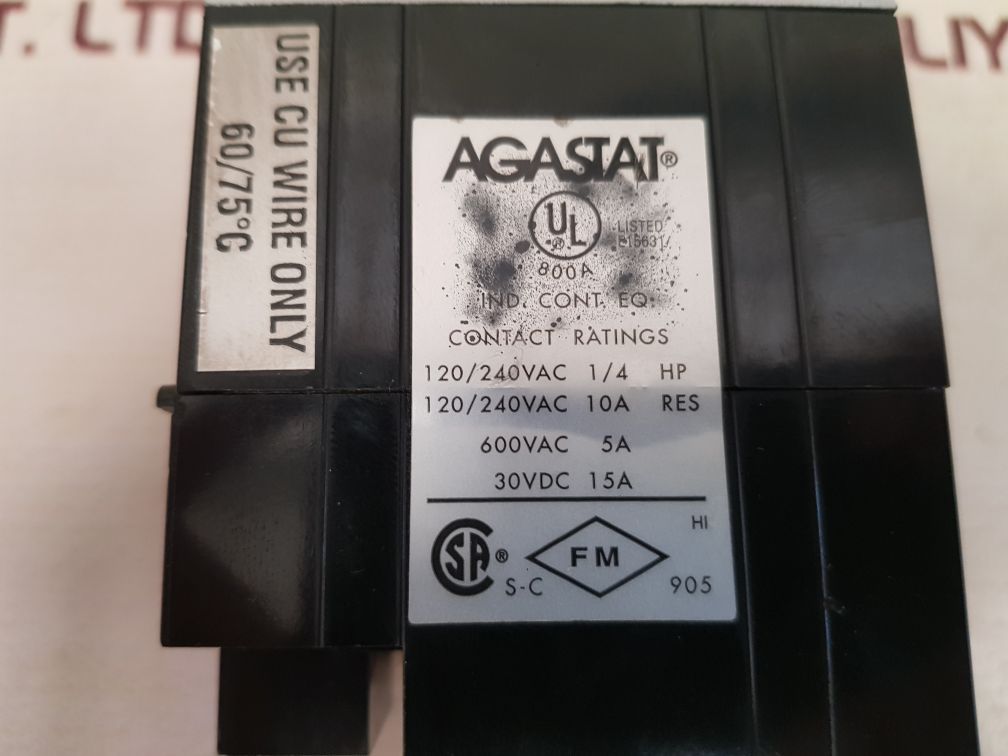 T. LTD
LIY
USE CU WIRE ONLY
60/75°C
AGASTAT®
UL
LISTED
800A
IND. CONT. EQ.
CONTACT RATINGS
120/240VAC 1/4 HP
120/240VAC 10A RES
600VAC 5A
30VDC 15A
HI
SA®
S-C
FM
905